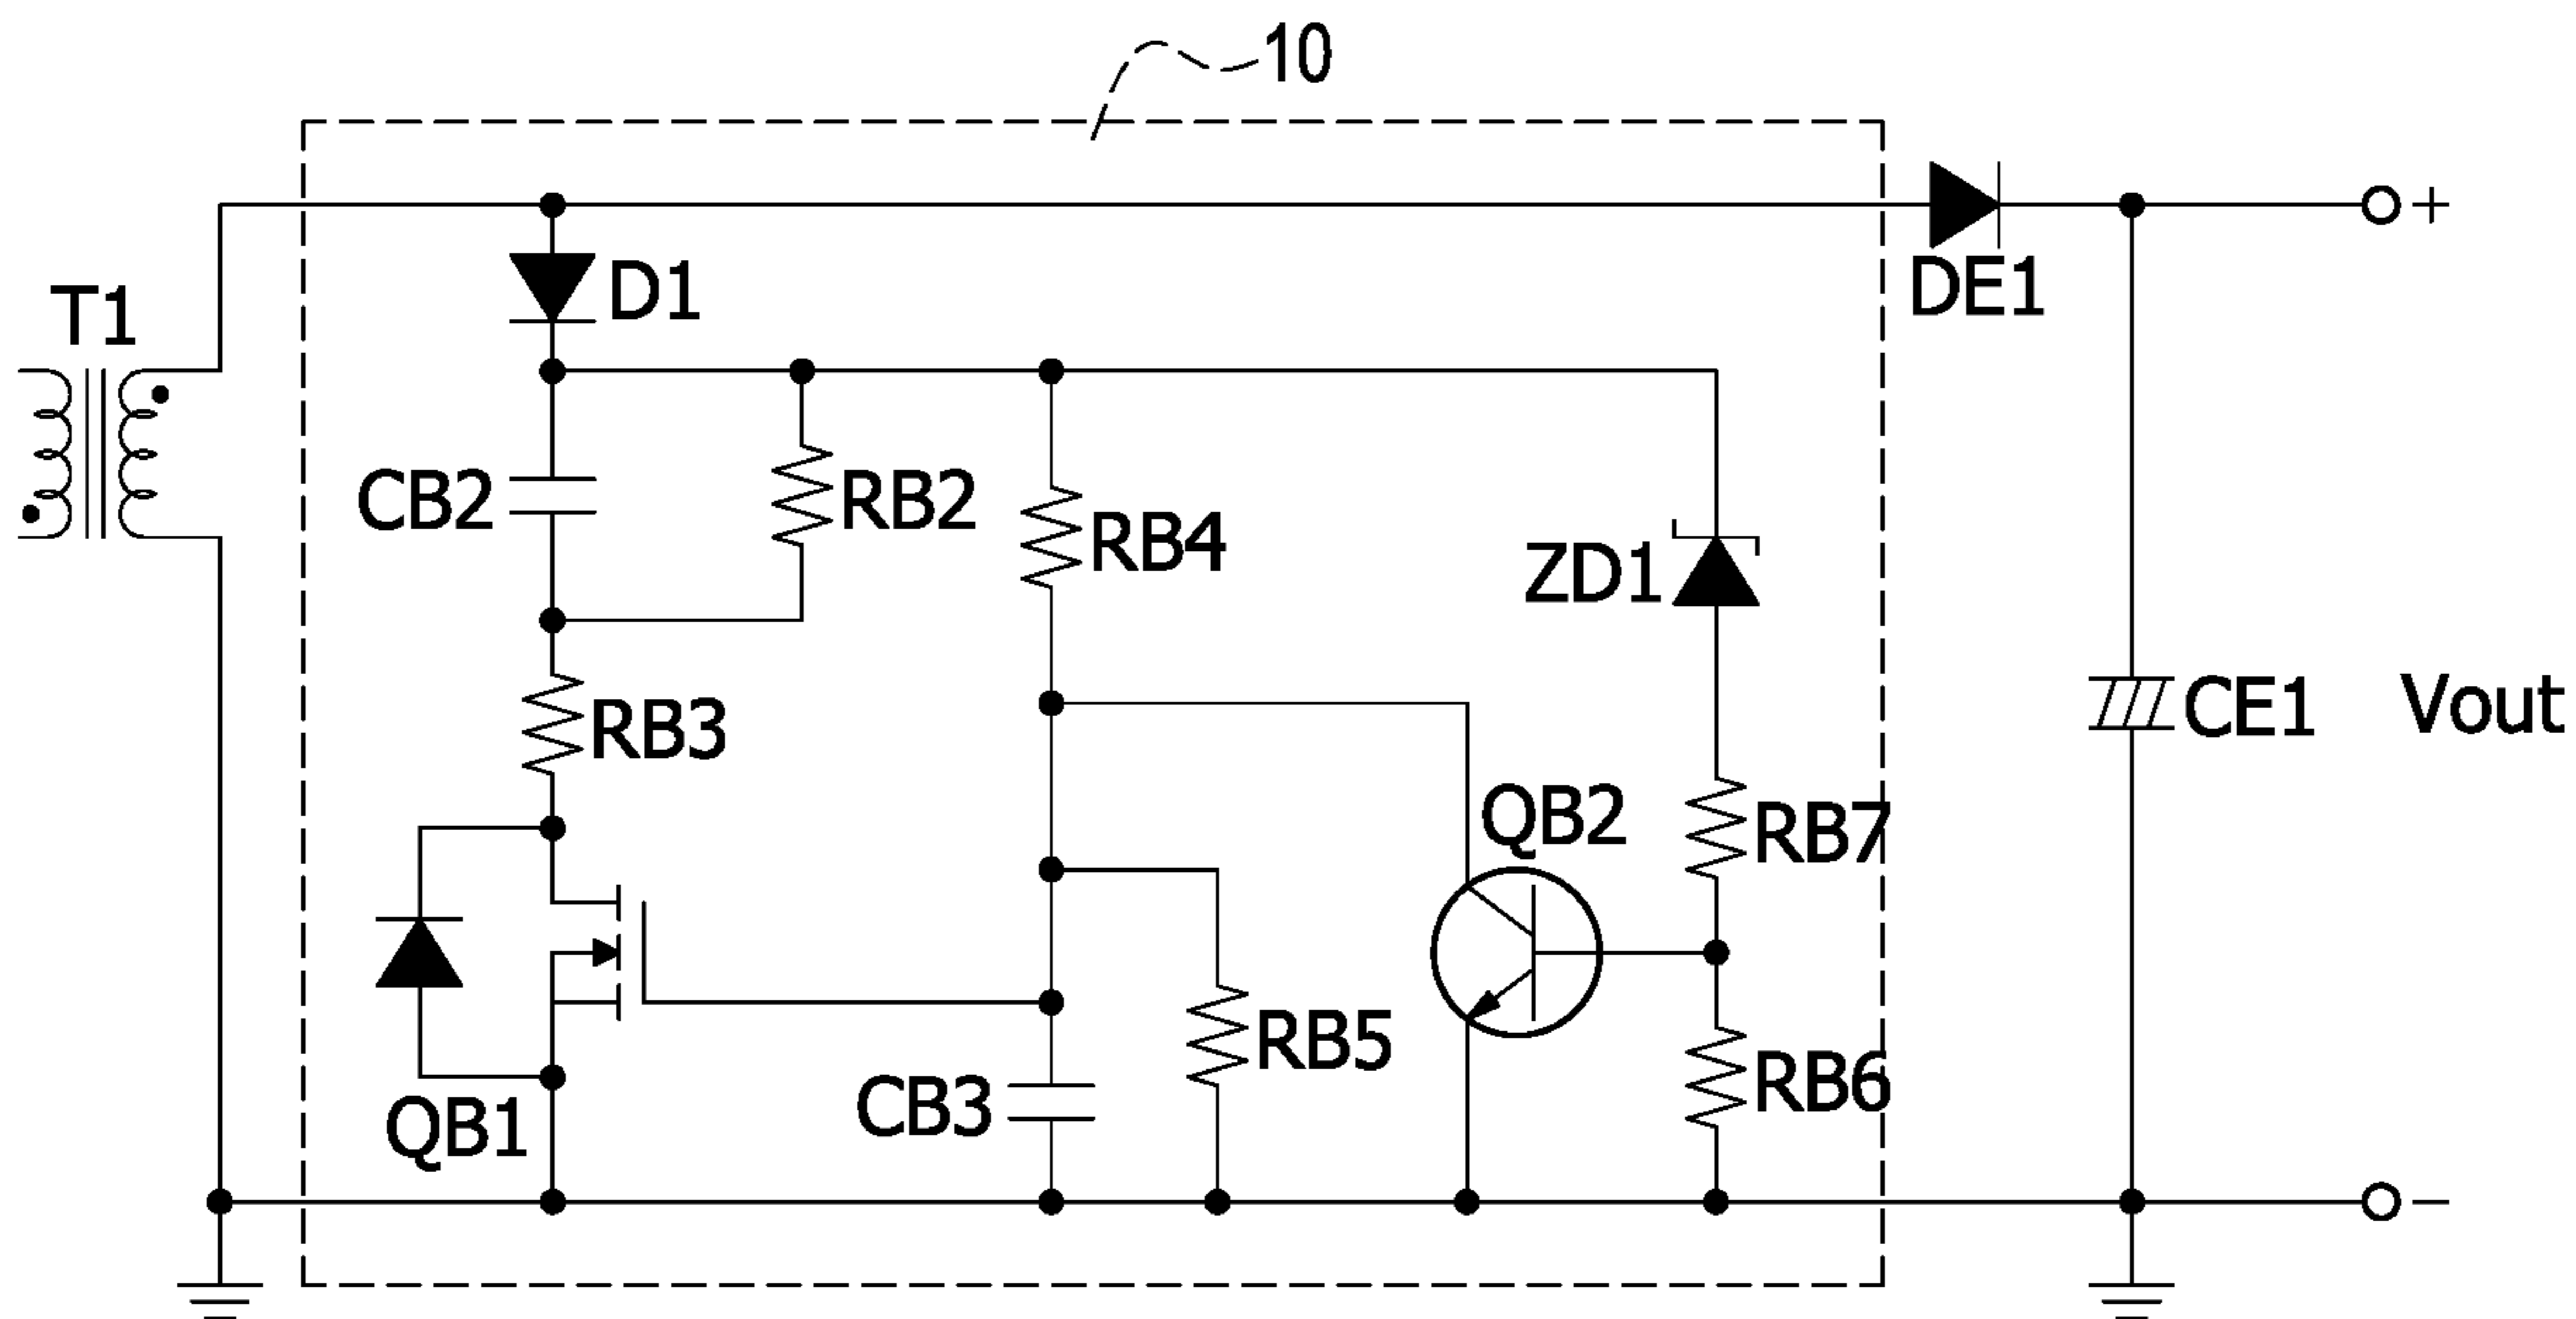 10
+
D1
DE1
T1
CB2
RB2
RB4
ZD1
RB3
CE1
Vout
QB2
RB7
RB5
RB6
CB3
QB1
−